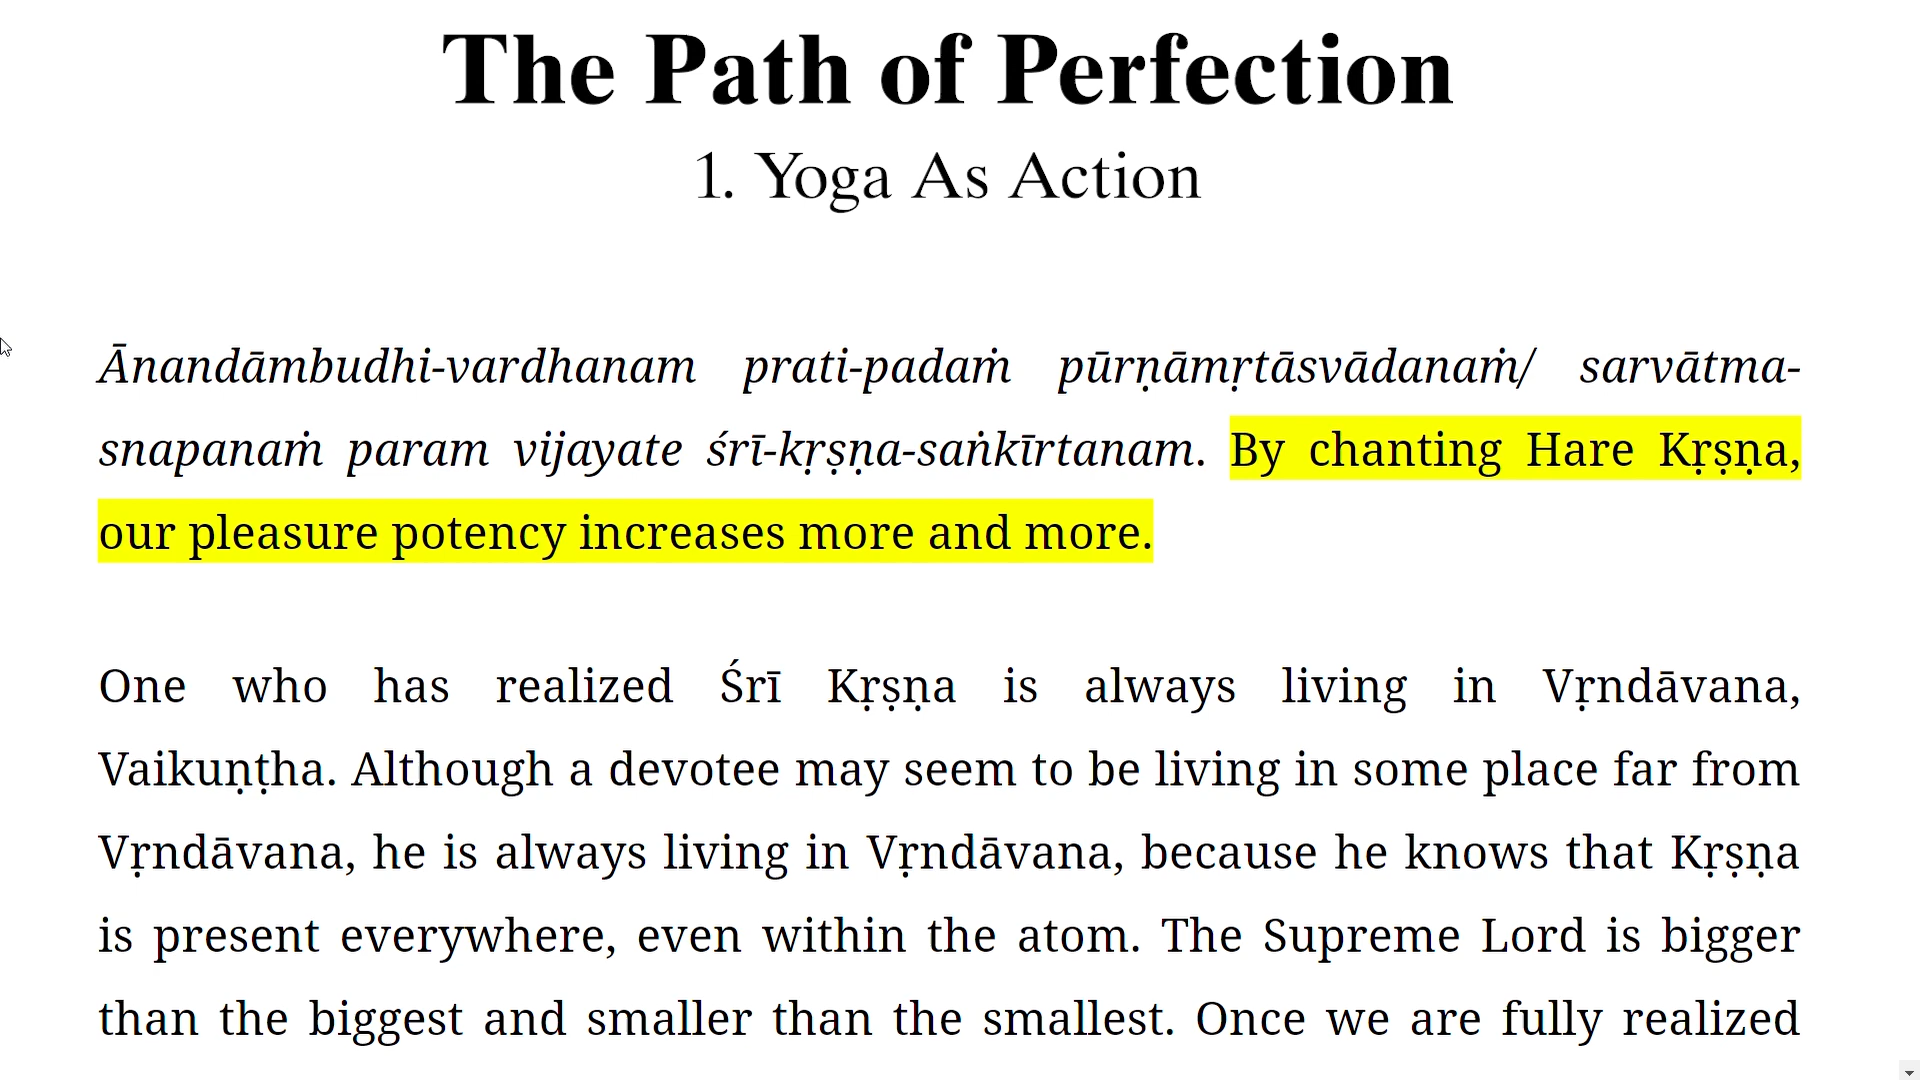 The Path of Perfection
1. Yoga As Action
Ānandāmbudhi-vardhanam prati-padaṁ pūrṇāmṛtāsvādanaṁ/ sarvātma-
snapanaṁ param vijayate śrī-kṛṣṇa-saṅkīrtanam. By chanting Hare Kṛṣṇa,
our pleasure potency increases more and more.
One who has realized Śrī Kṛṣṇa is always living in Vṛndāvana,
Vaikuṇṭha. Although a devotee may seem to be living in some place far from
Vṛndāvana, he is always living in Vṛndāvana, because he knows that Kṛṣṇa
is present everywhere, even within the atom. The Supreme Lord is bigger
than the biggest and smaller than the smallest. Once we are fully realized